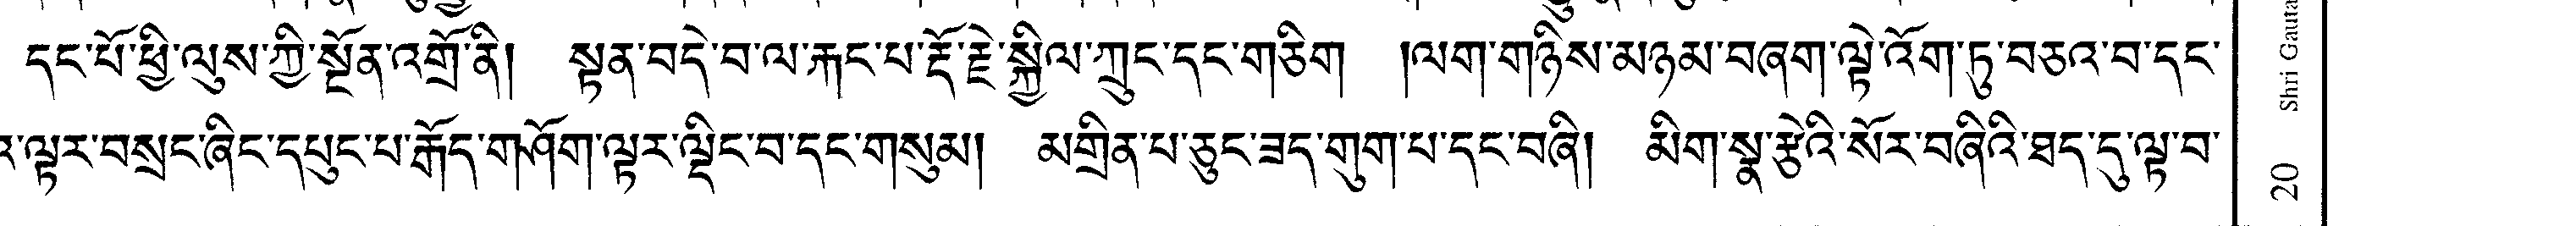 དང་པོ་ཕྱི་ལུས་ཀྱི་སྔོན་འགྲོ་ནི། སྟན་བདེ་བ་ལ་རྐང་པ་རྡོ་རྗེ་སྐྱིལ་ཀྲུང་དང་གཅིག །ལག་གཉིས་མཉམ་བཞག་ལྟེ་འོག་ཏུ་བཅའ་བ་དང་
ལྟར་བསྲང་ཞིང་དཔུང་པ་རྒོད་གཤོག་ལྟར་ལྡིང་བ་དང་གསུམ། མགྲིན་པ་ཅུང་ཟད་གུག་པ་དང་བཞི། མིག་སྣ་རྩེའི་སོར་བཞིའི་ཐད་དུ་ལྟ་བ་
Shri Gauta
20